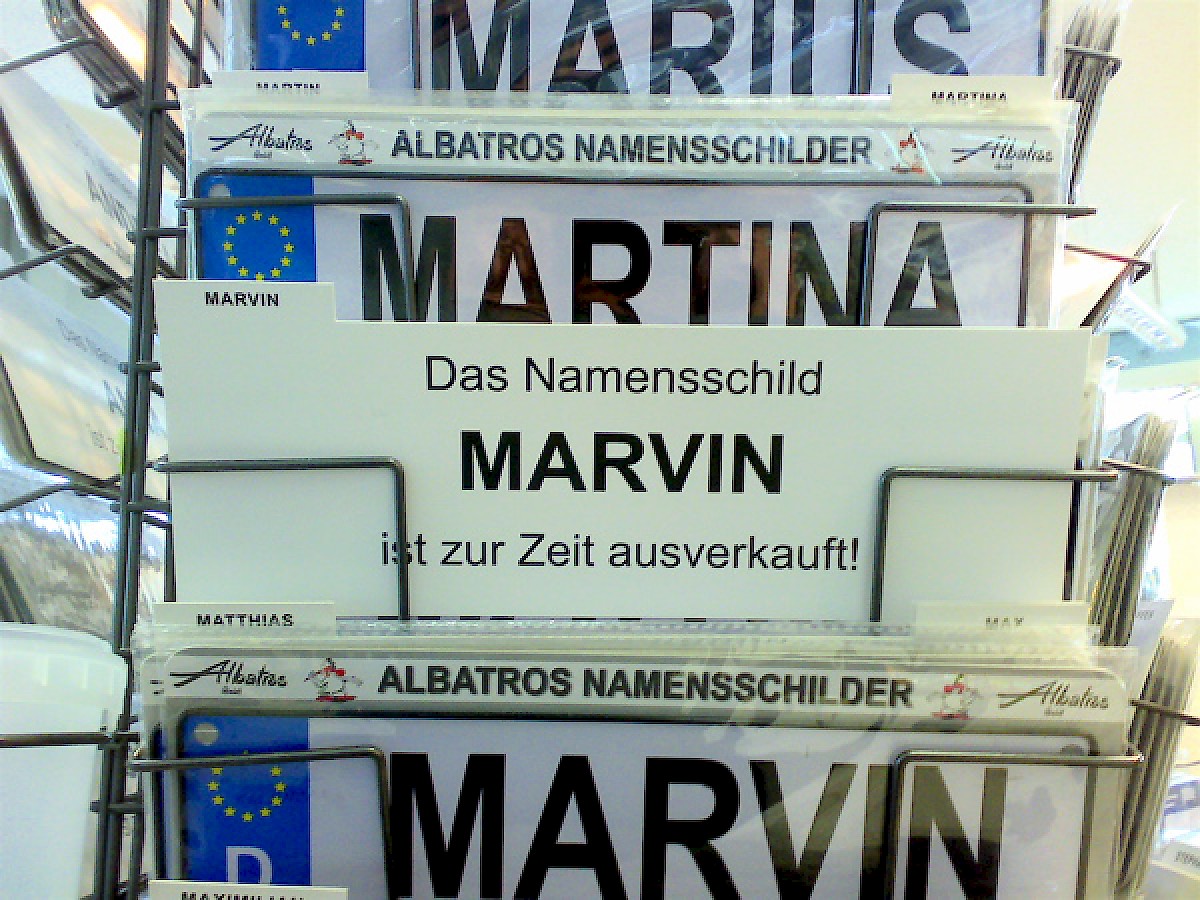 MARIUS
MARTIN
MARTINA
Albatros
ALBATROS NAMENSSCHILDER
Albatros
MARTINA
MARVIN
Das Namensschild
MARVIN
ist zur Zeit ausverkauft!
MATTHIAS
MAX
Albatros
ALBATROS NAMENSSCHILDER
Albatros
D
MARVIN
MAXIMILIAN